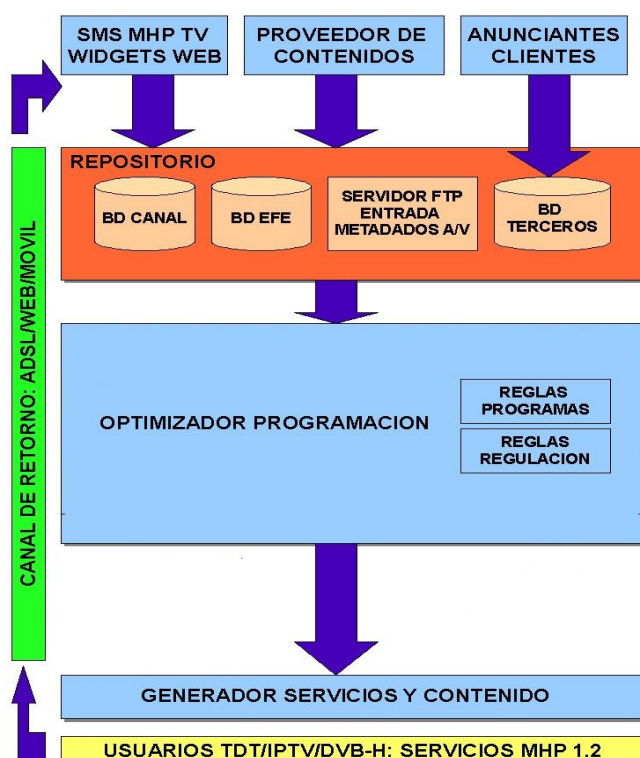 SMS MHP TV
WIDGETS WEB
PROVEEDOR
DE
CONTENIDOS
ANUNCIANTES
CLIENTES
REPOSITORIO
BD CANAL
BD EFE
SERVIDOR FTP
ENTRADA
METADADOS A/V
BD
TERCEROS
CANAL DE RETORNO: ADSL/WEB/MOVIL
OPTIMIZADOR PROGRAMACION
REGLAS
PROGRAMAS
REGLAS
REGULACION
GENERADOR SERVICIOS Y CONTENIDO
USUARIOS TDT/IPTV/DVB-H: SERVICIOS MHP 1.2